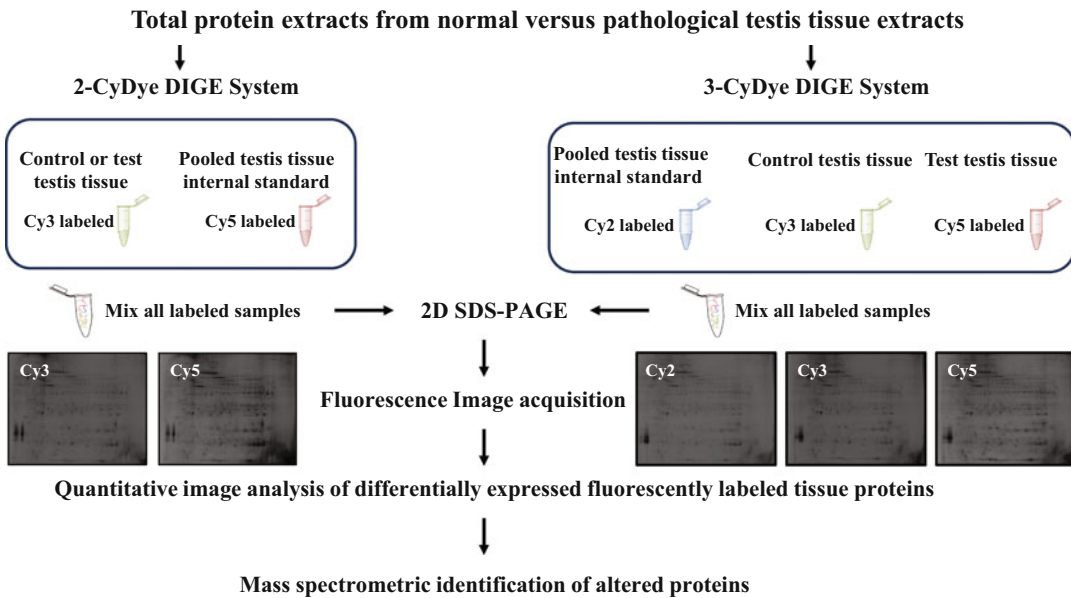 Total protein extracts from normal versus pathological testis tissue extracts
2-CyDye DIGE System
3-CyDye DIGE System
Control or test
testis tissue
Cy3 labeled
Pooled testis tissue
internal standard
Cy5 labeled
Pooled testis tissue
internal standard
Cy2 labeled
Control testis tissue
Cy3 labeled
Test testis tissue
Cy5 labeled
Mix all labeled samples
2D SDS-PAGE
Mix all labeled samples
Cy3
Cy5
Fluorescence Image acquisition
Cy2
Cy3
Cy5
Quantitative image analysis of differentially expressed fluorescently labeled tissue proteins
Mass spectrometric identification of altered proteins